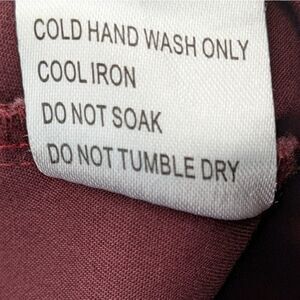 COLD HAND WASH ONLY
COOL IRON
DO NOT SOAK
DO NOT TUMBLE DRY